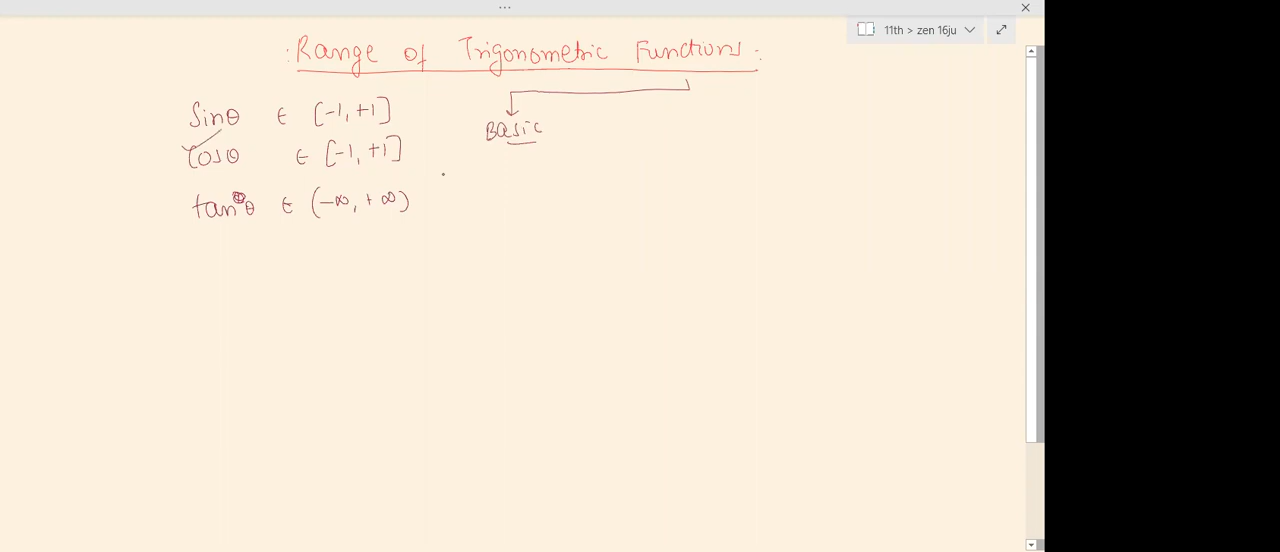 11th > zen 16ju
: Range of Trigonometric Functions :
Basic
Sinθ ∈ [-1, +1]
Cosθ ∈ [-1, +1]
tanθ ∈ (-∞, +∞)